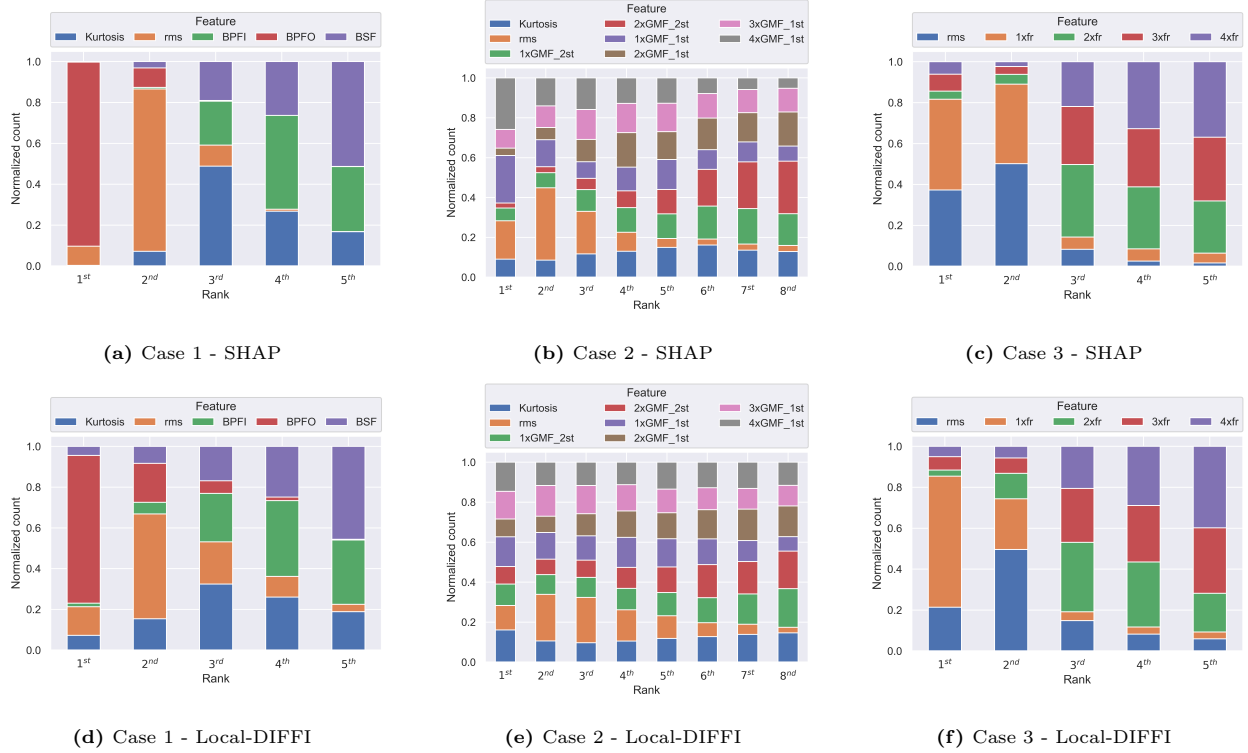 Feature
Kurtosis rms BPFI BPFO BSF
Normalized count
1.0
0.8
0.6
0.4
0.2
0.0
1st 2nd 3rd 4th 5th
Rank
(a) Case 1 - SHAP
Feature
Kurtosis 2xGMF_2st 3xGMF_1st
rms 1xGMF_1st 4xGMF_1st
1xGMF_2st 2xGMF_1st
Normalized count
1.0
0.8
0.6
0.4
0.2
0.0
1st 2nd 3rd 4th 5th 6th 7st 8nd
Rank
(b) Case 2 - SHAP
Feature
rms 1xfr 2xfr 3xfr 4xfr
Normalized count
1.0
0.8
0.6
0.4
0.2
0.0
1st 2nd 3rd 4th 5th
Rank
(c) Case 3 - SHAP
Feature
Kurtosis rms BPFI BPFO BSF
Normalized count
1.0
0.8
0.6
0.4
0.2
0.0
1st 2nd 3rd 4th 5th
Rank
(d) Case 1 - Local-DIFFI
Feature
Kurtosis 2xGMF_2st 3xGMF_1st
rms 1xGMF_1st 4xGMF_1st
1xGMF_2st 2xGMF_1st
Normalized count
1.0
0.8
0.6
0.4
0.2
0.0
1st 2nd 3rd 4th 5th 6th 7st 8nd
Rank
(e) Case 2 - Local-DIFFI
Feature
rms 1xfr 2xfr 3xfr 4xfr
Normalized count
1.0
0.8
0.6
0.4
0.2
0.0
1st 2nd 3rd 4th 5th
Rank
(f) Case 3 - Local-DIFFI